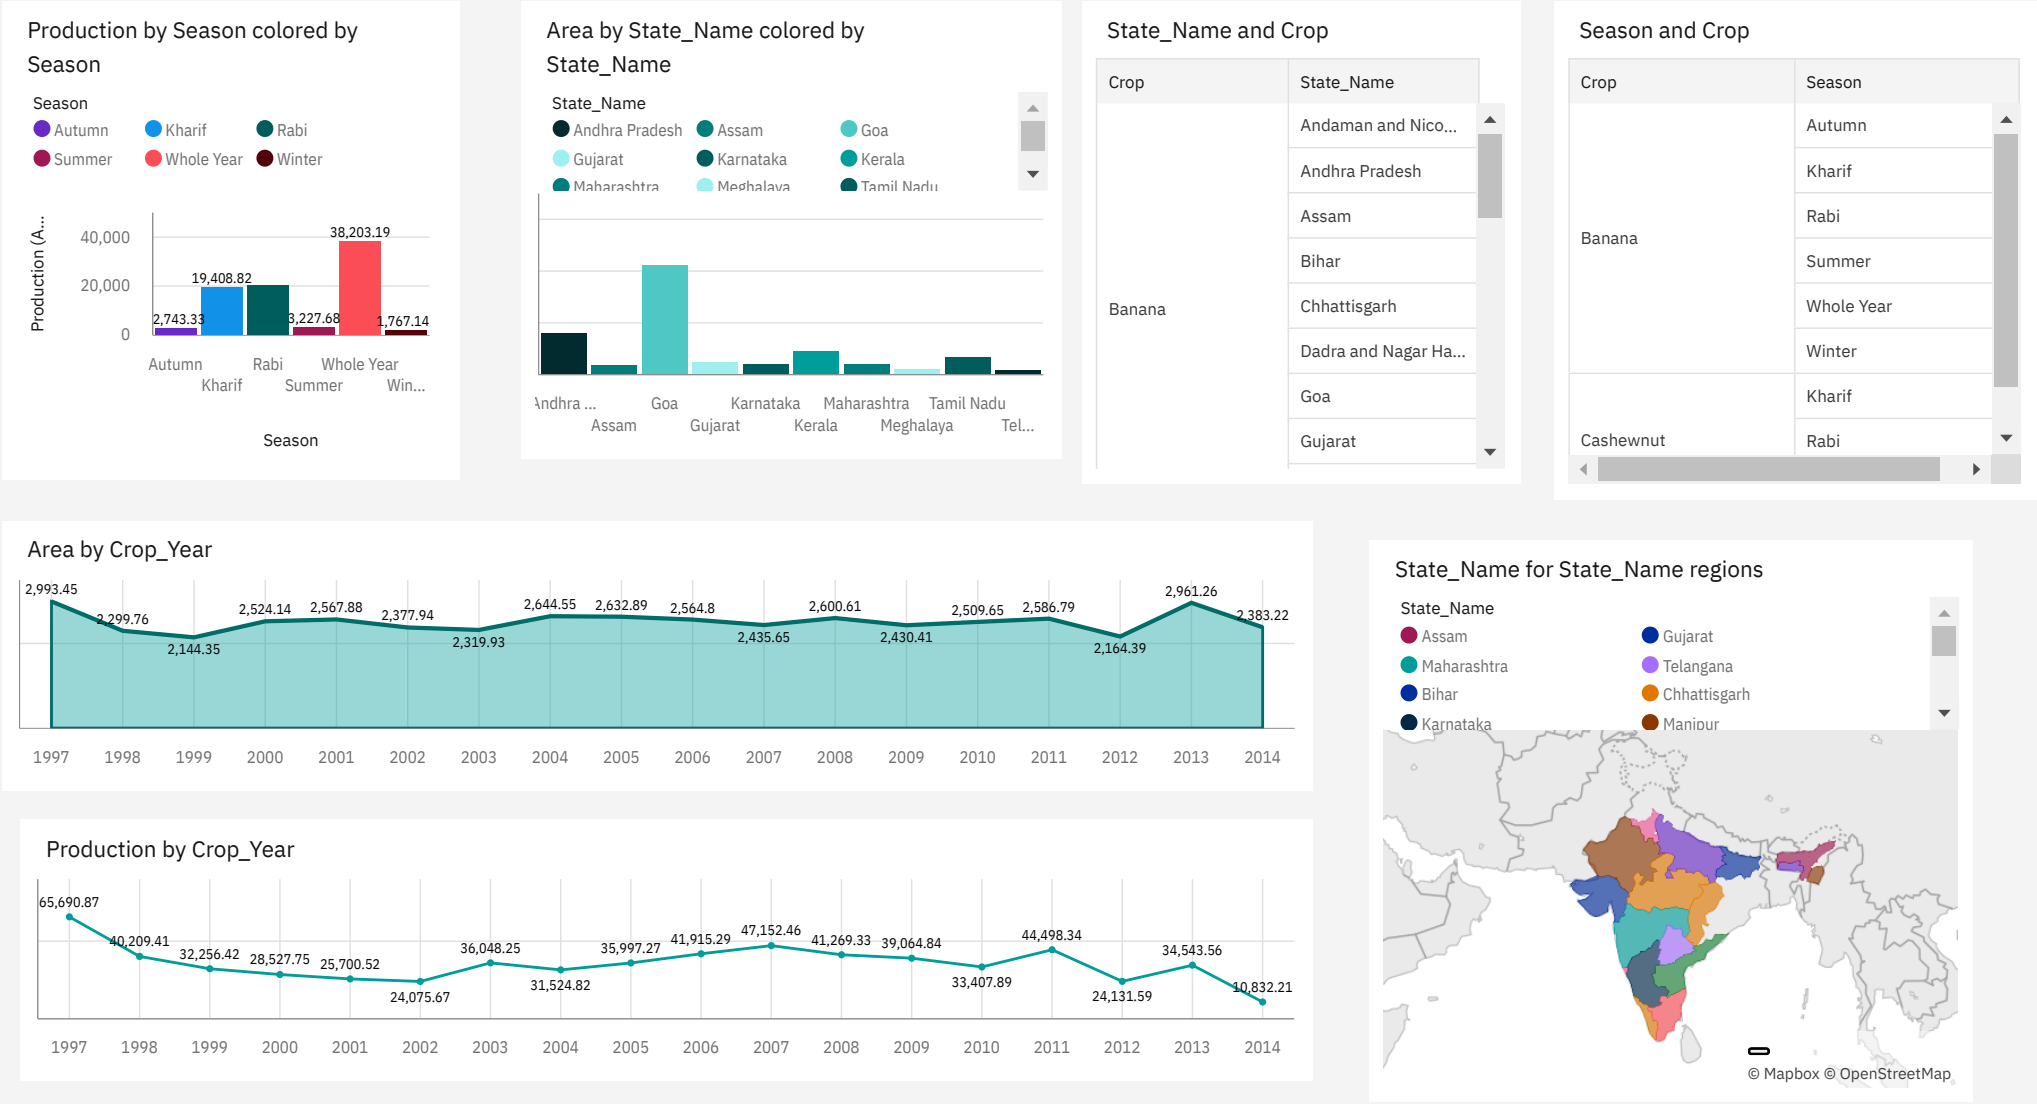 Production by Season colored by
Season
Season
Autumn Kharif Rabi
Summer Whole Year Winter
Production (A...
40,000
20,000
0
2,743.33 19,408.82 3,227.68 38,203.19 1,767.14
Autumn Rabi Whole Year
Kharif Summer Win...
Season
Area by State_Name colored by
State_Name
State_Name
Andhra Pradesh Assam Goa
Gujarat Karnataka Kerala
Maharashtra Meghalaya Tamil Nadu
Andhra ... Goa Karnataka Maharashtra Tamil Nadu
Assam Gujarat Kerala Meghalaya Tel...
State_Name and Crop
Crop State_Name
Banana
Andaman and Nico...
Andhra Pradesh
Assam
Bihar
Chhattisgarh
Dadra and Nagar Ha...
Goa
Gujarat
Season and Crop
Crop Season
Banana
Autumn
Kharif
Rabi
Summer
Whole Year
Winter
Cashewnut
Kharif
Rabi
Area by Crop_Year
2,993.45 2,299.76 2,144.35 2,524.14 2,567.88 2,377.94 2,319.93 2,644.55 2,632.89 2,564.8 2,435.65 2,600.61 2,430.41 2,509.65 2,586.79 2,164.39 2,961.26 2,383.22
1997 1998 1999 2000 2001 2002 2003 2004 2005 2006 2007 2008 2009 2010 2011 2012 2013 2014
Production by Crop_Year
65,690.87 40,209.41 32,256.42 28,527.75 25,700.52 24,075.67 36,048.25 31,524.82 35,997.27 41,915.29 47,152.46 41,269.33 39,064.84 33,407.89 44,498.34 24,131.59 34,543.56 10,832.21
1997 1998 1999 2000 2001 2002 2003 2004 2005 2006 2007 2008 2009 2010 2011 2012 2013 2014
State_Name for State_Name regions
State_Name
Assam Gujarat
Maharashtra Telangana
Bihar Chhattisgarh
Karnataka Manipur
© Mapbox © OpenStreetMap